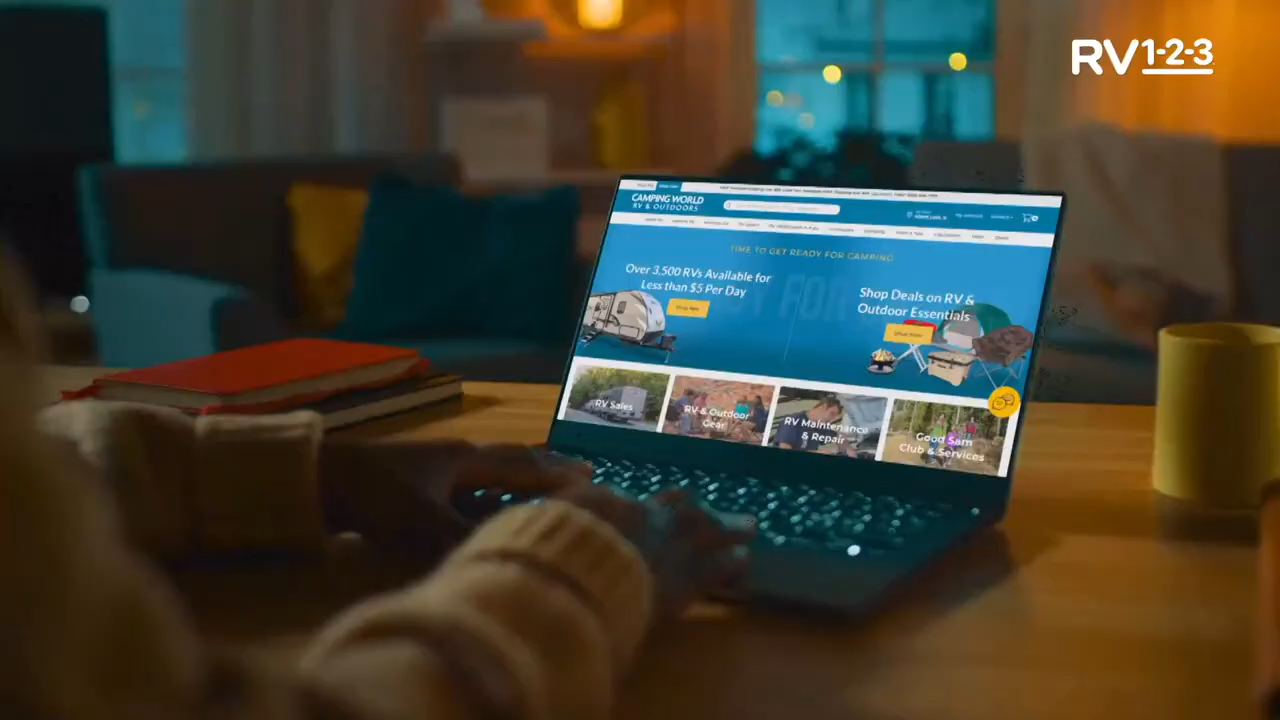 RV 1-2-3
CAMPING WORLD
RV & OUTDOORS
TIME TO GET READY FOR CAMPING
Over 3,500 RVs Available for
Less than $5 Per Day
Shop Now
Shop Deals on RV &
Outdoor Essentials
Shop Now
RV Sales
RV & Outdoor
Gear
RV Maintenance
& Repair
Good Sam
Club & Services